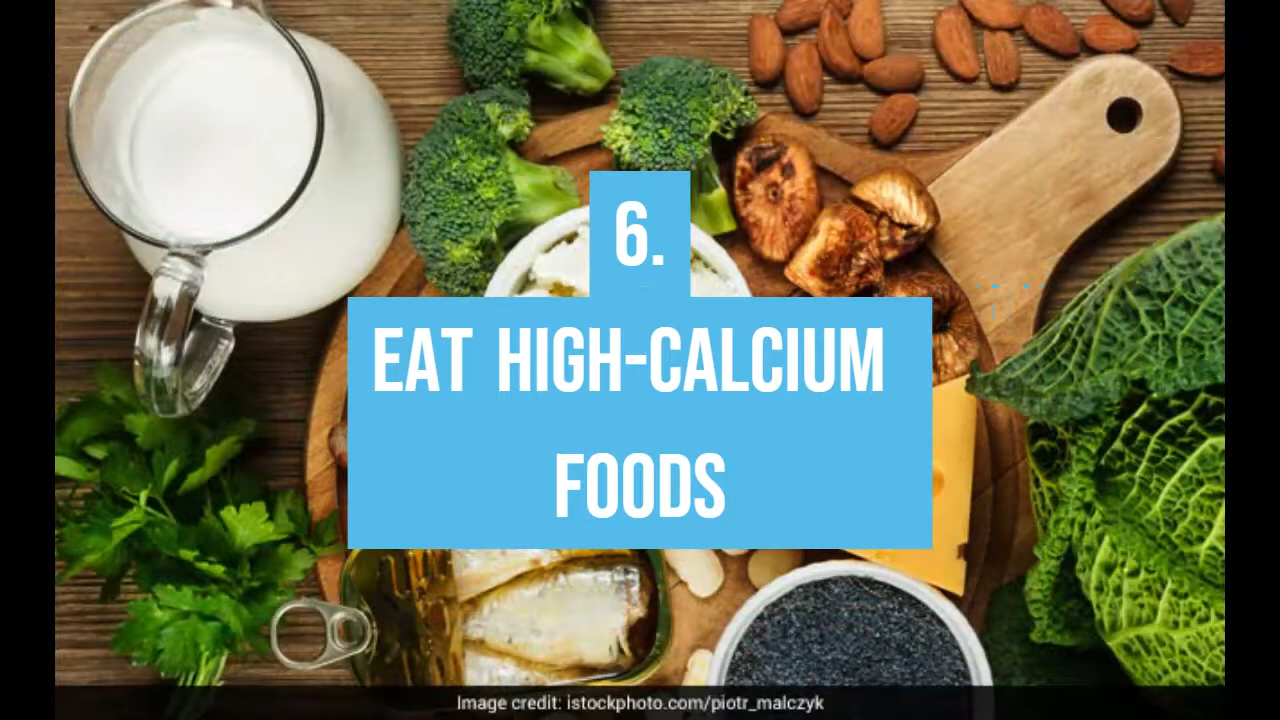 6.
EAT HIGH-CALCIUM
FOODS
Image credit: istockphoto.com/piotr_malczyk